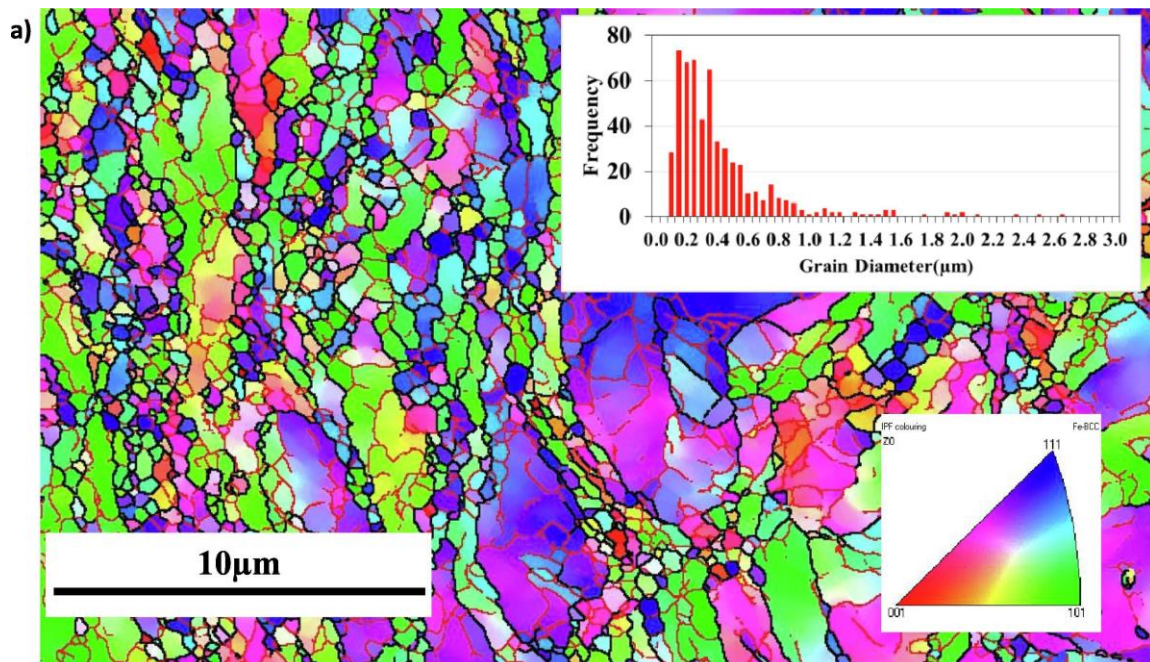 a)
80
60
40
20
0
Frequency
0.0 0.2 0.4 0.6 0.8 1.0 1.2 1.4 1.6 1.8 2.0 2.2 2.4 2.6 2.8 3.0
Grain Diameter(µm)
IPF colouring Fe-BCC
Z0
111
001 101
10µm